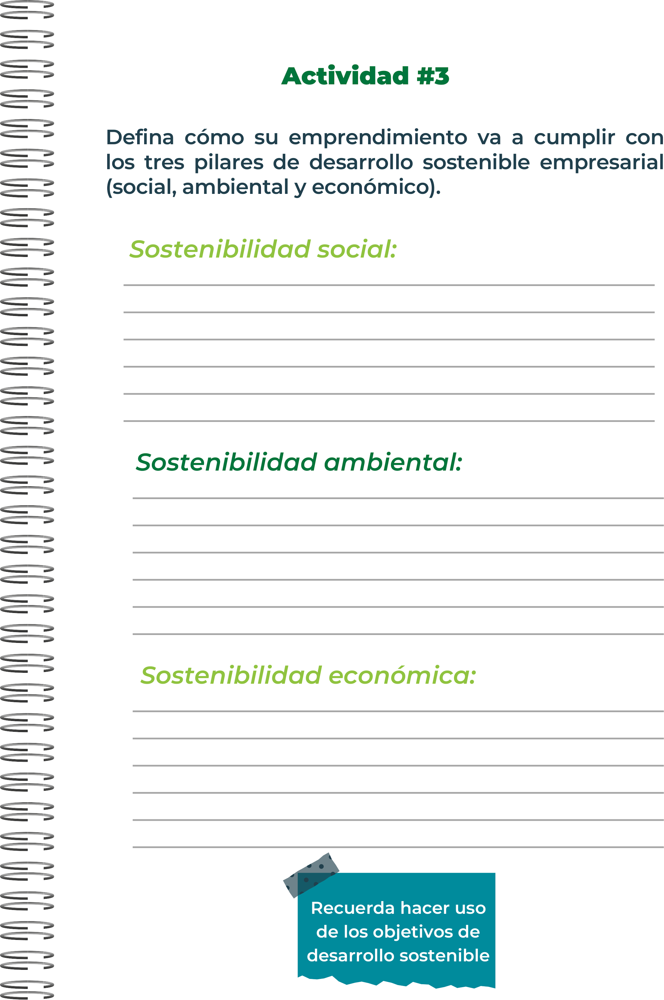 Actividad #3
Defina cómo su emprendimiento va a cumplir con
los tres pilares de desarrollo sostenible empresarial
(social, ambiental y económico).
Sostenibilidad social:
Sostenibilidad ambiental:
Sostenibilidad económica:
Recuerda hacer uso
de los objetivos de
desarrollo sostenible